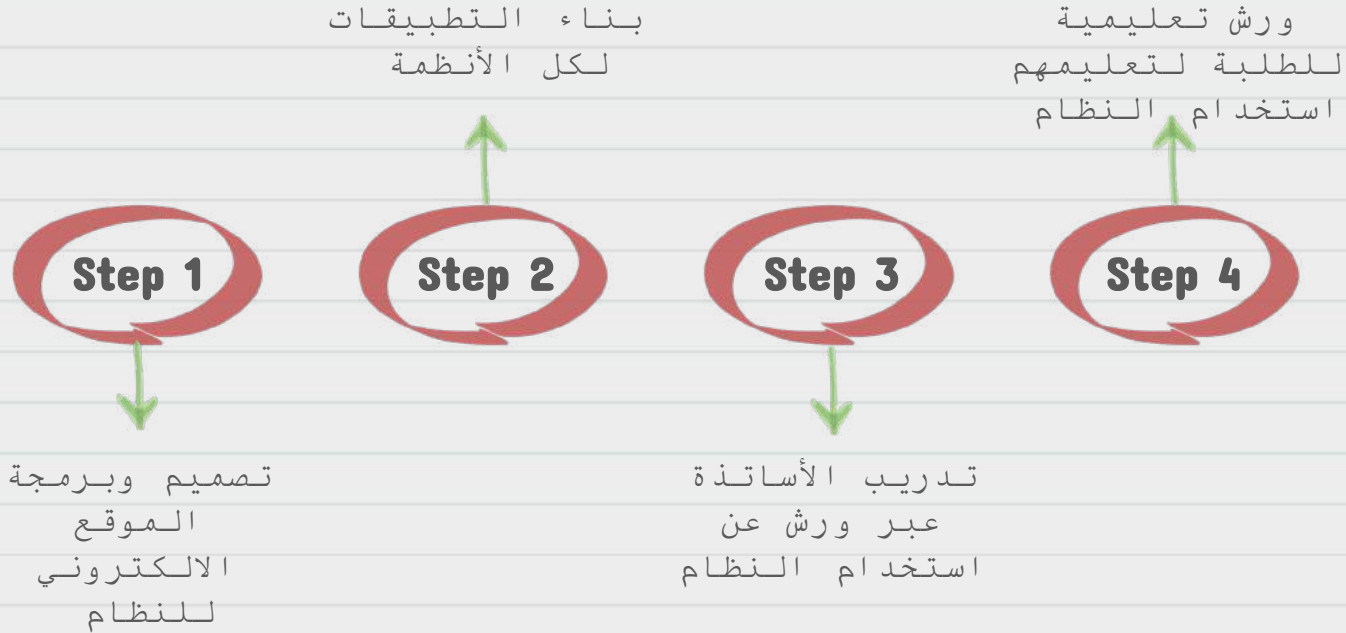 بناء التطبيقات
لكل الأنظمة
ورش تعليمية
للطلبة لتعليمهم
استخدام النظام
Step 1
Step 2
Step 3
Step 4
تصميم وبرمجة
الموقع
الالكتروني
للنظام
تدريب الأساتذة
عبر ورش عن
استخدام النظام